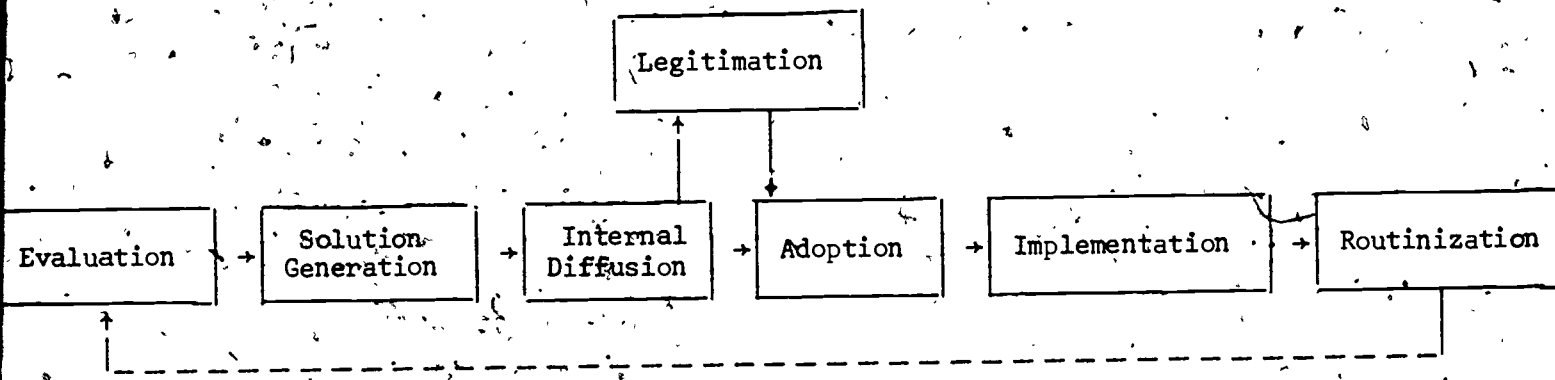 Legitimation
Evaluation
Solution
Generation
Internal
Diffusion
Adoption
Implementation
Routinization